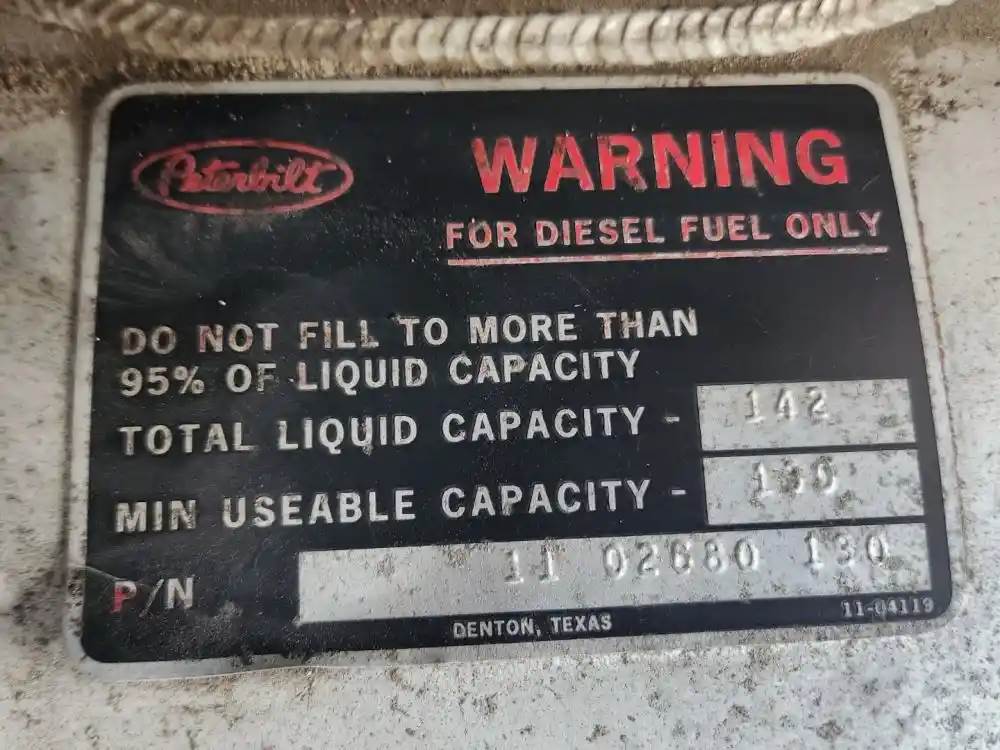 Peterbilt
WARNING
FOR DIESEL FUEL ONLY
DO NOT FILL TO MORE THAN
95% OF LIQUID CAPACITY
TOTAL LIQUID CAPACITY - 142
MIN USEABLE CAPACITY - 130
P/N 11 02680 130
DENTON, TEXAS
11-04119